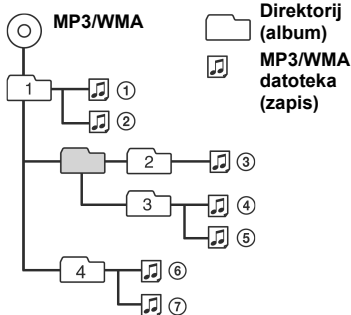 MP3/WMA
Direktorij
(album)
MP3/WMA
datoteka
(zapis)
1
①
②
2
③
3
④
⑤
4
⑥
⑦